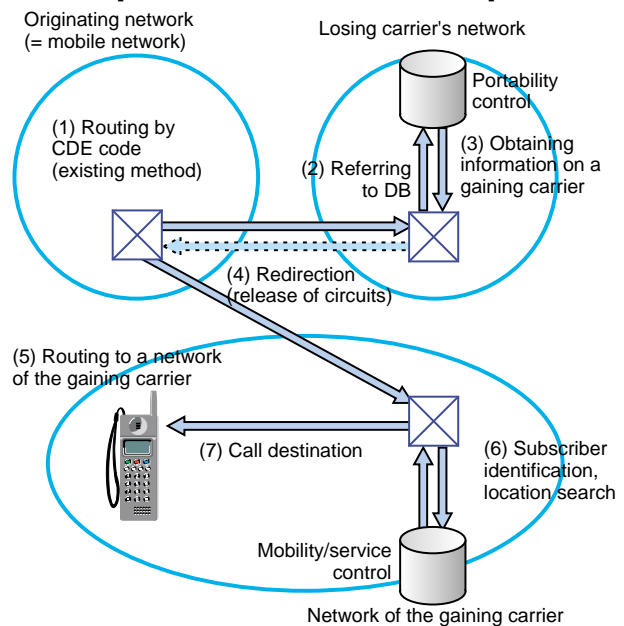 Originating network
(= mobile network)
Losing carrier's network
Portability
control
(1) Routing by
CDE code
(existing method)
(2) Referring
to DB
(3) Obtaining
information on a
gaining carrier
(4) Redirection
(release of circuits)
(5) Routing to a network
of the gaining carrier
(7) Call destination
(6) Subscriber
identification,
location search
Mobility/service
control
Network of the gaining carrier